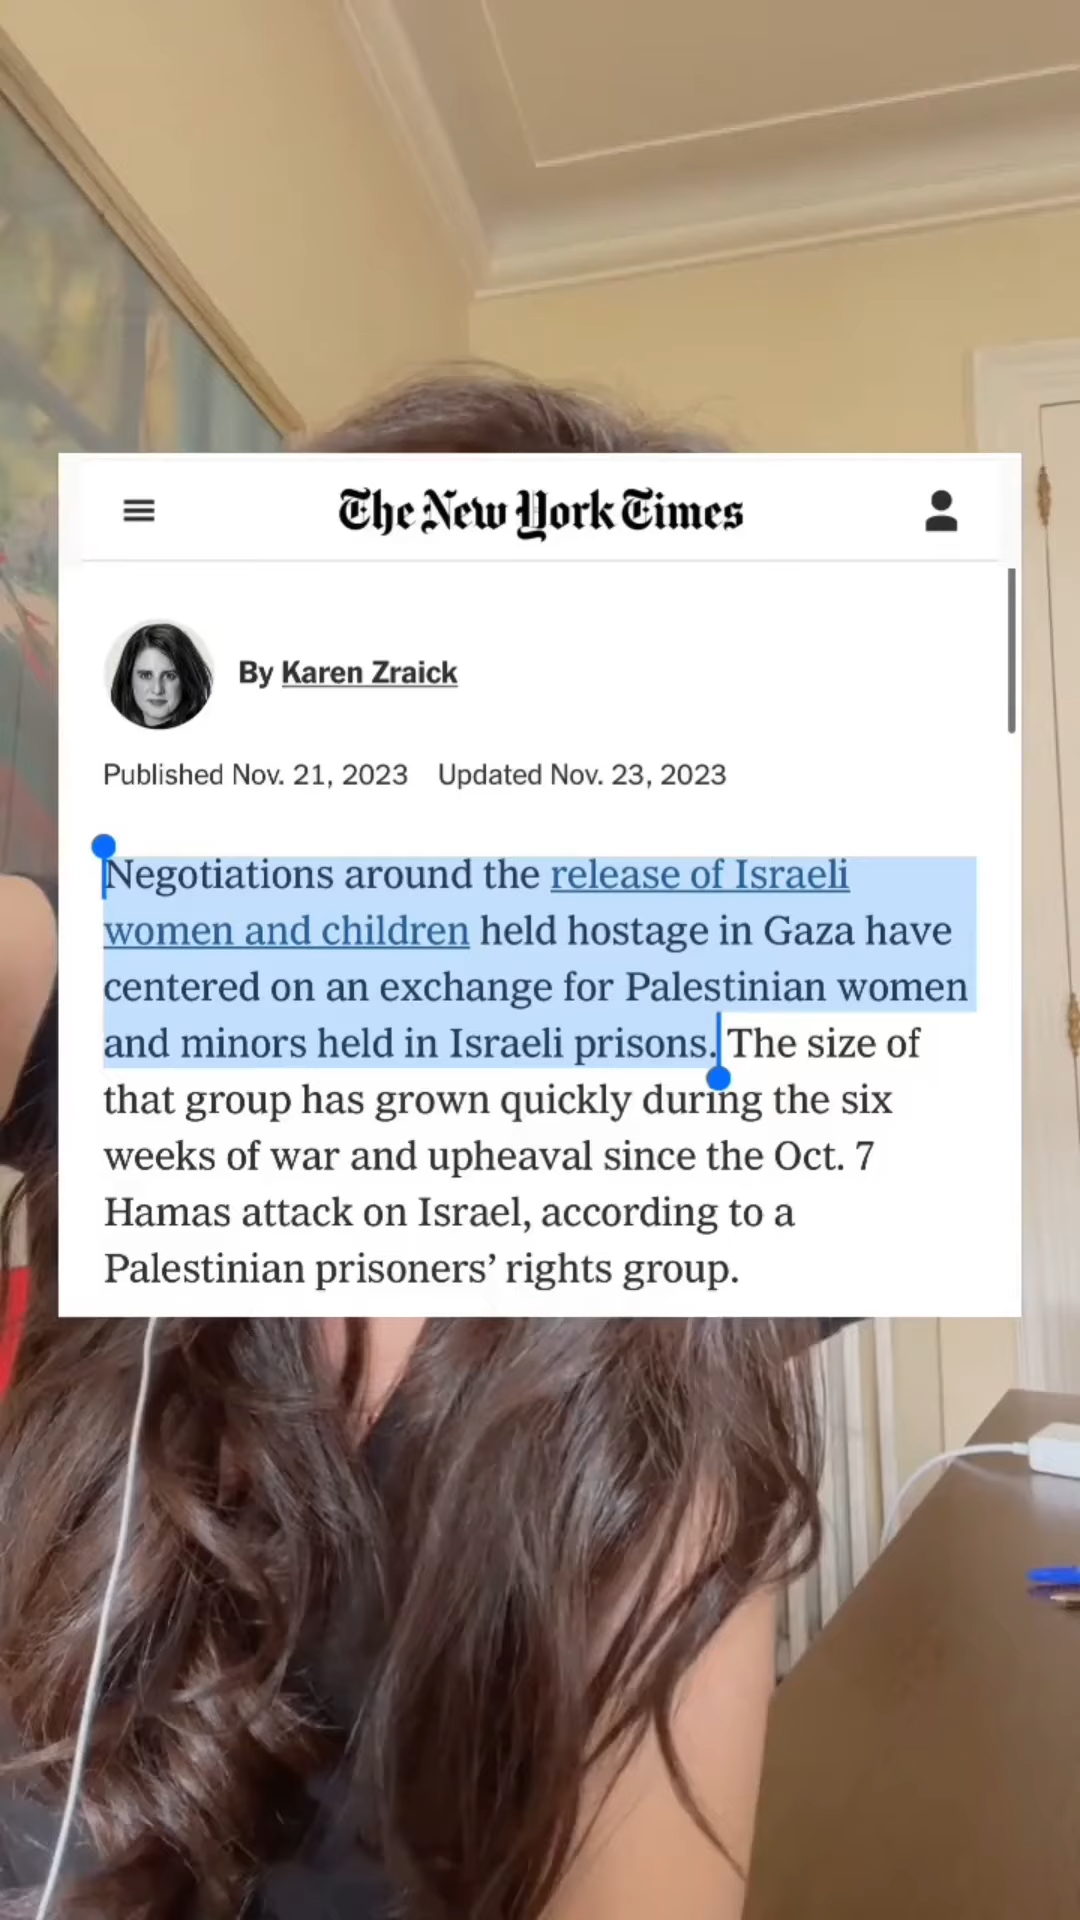 The New York Times
By Karen Zraick
Published Nov. 21, 2023 Updated Nov. 23, 2023
Negotiations around the release of Israeli
women and children held hostage in Gaza have
centered on an exchange for Palestinian women
and minors held in Israeli prisons. The size of
that group has grown quickly during the six
weeks of war and upheaval since the Oct. 7
Hamas attack on Israel, according to a
Palestinian prisoners’ rights group.